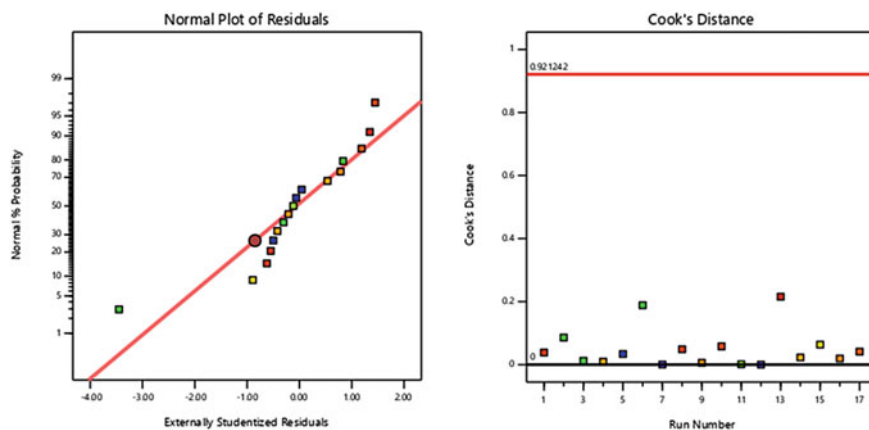 Normal Plot of Residuals
Normal % Probability
99
95
90
80
70
50
30
20
10
5
1
-4.00 -3.00 -2.00 -1.00 0.00 1.00 2.00
Externally Studentized Residuals
Cook's Distance
Cook's Distance
1
0.8
0.6
0.4
0.2
0
0.921242
0
1 3 5 7 9 11 13 15 17
Run Number